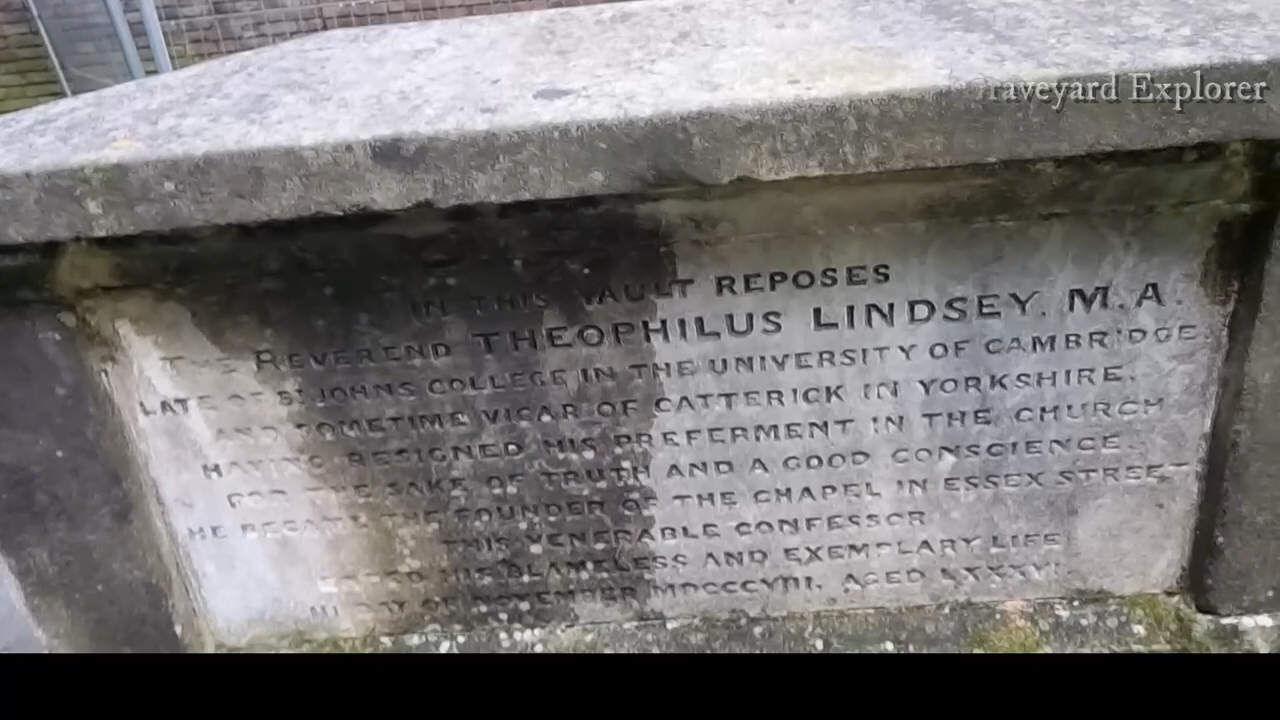 Graveyard Explorer
IN THIS VAULT REPOSES
THE REVEREND THEOPHILUS LINDSEY. M.A.
LATE OF ST JOHNS COLLEGE IN THE UNIVERSITY OF CAMBRIDGE.
AND SOMETIME VICAR OF CATTERICK IN YORKSHIRE.
HAVING RESIGNED HIS PREFERMENT IN THE CHURCH
FOR THE SAKE OF TRUTH AND A GOOD CONSCIENCE.
HE BECAME THE FOUNDER OF THE CHAPEL IN ESSEX STREET
THIS VENERABLE CONFESSOR
ENDED HIS BLAMELESS AND EXEMPLARY LIFE
DAY OF NOVEMBER MDCCCVIII. AGED LXXXVI